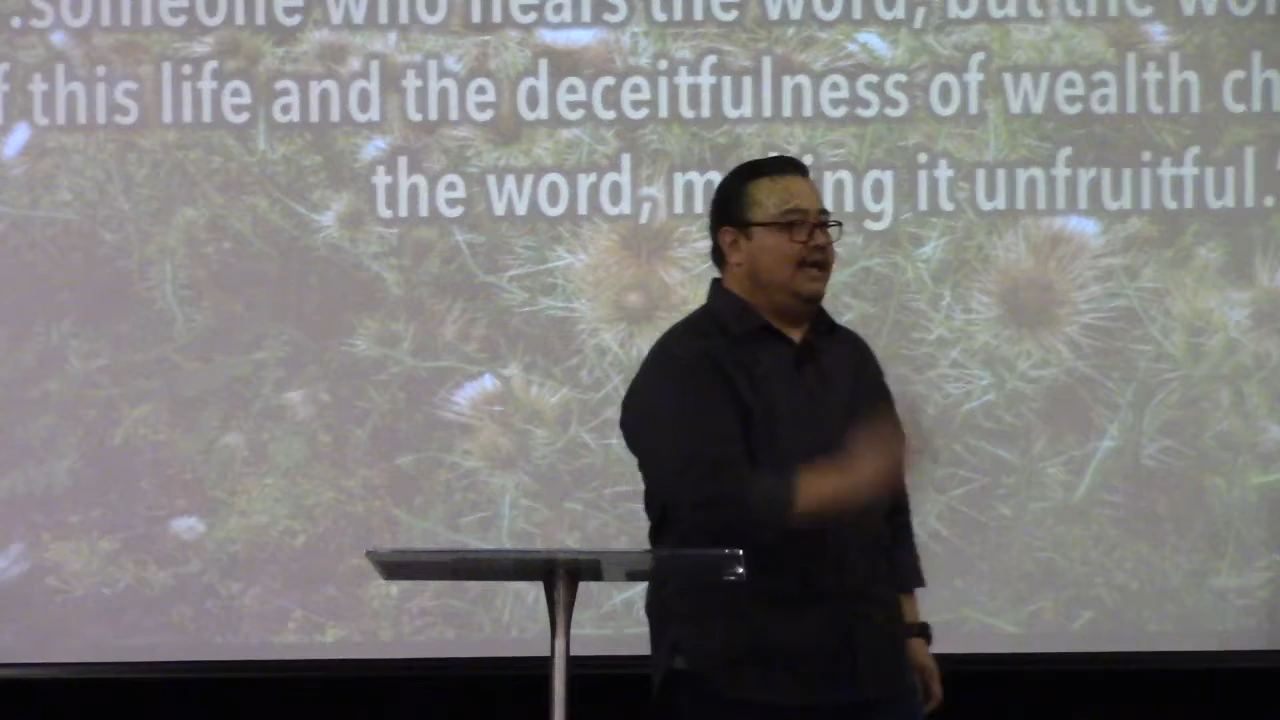 .someone who hears the word, but the wor
f this life and the deceitfulness of wealth ch
the word, making it unfruitful.